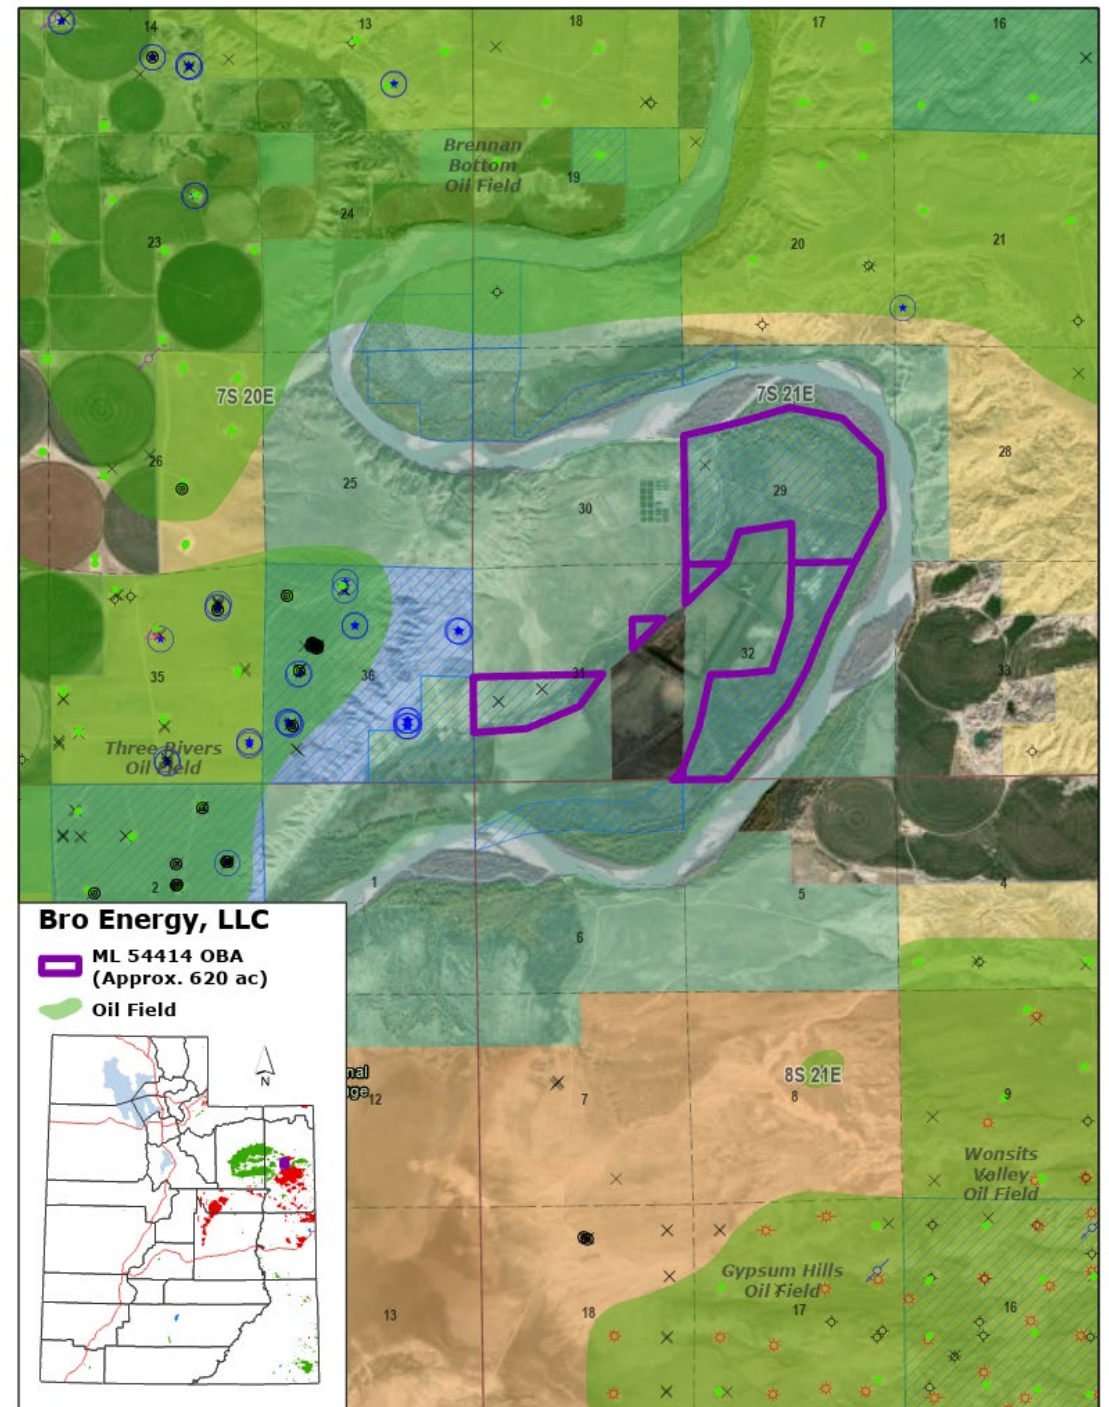 14
13
18
17
16
Brennan
Bottom
Oil Field
19
24
23
20
21
7S 20E
7S 21E
26
25
30
29
28
35
36
31
32
33
Three Rivers
Oil Field
2
1
6
5
4
Bro Energy, LLC
ML 54414 OBA
(Approx. 620 ac)
Oil Field
N
nal
ge
12
7
8S 21E
8
9
Wonsits
Valley
Oil Field
Gypsum Hills
Oil Field
13
18
17
16